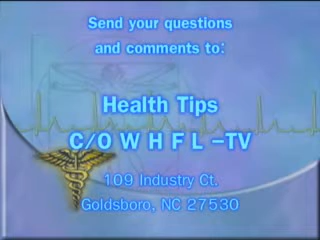 Send your questions
and comments to:
Health Tips
C/O W H F L –TV
109 Industry Ct.
Goldsboro, NC 27530